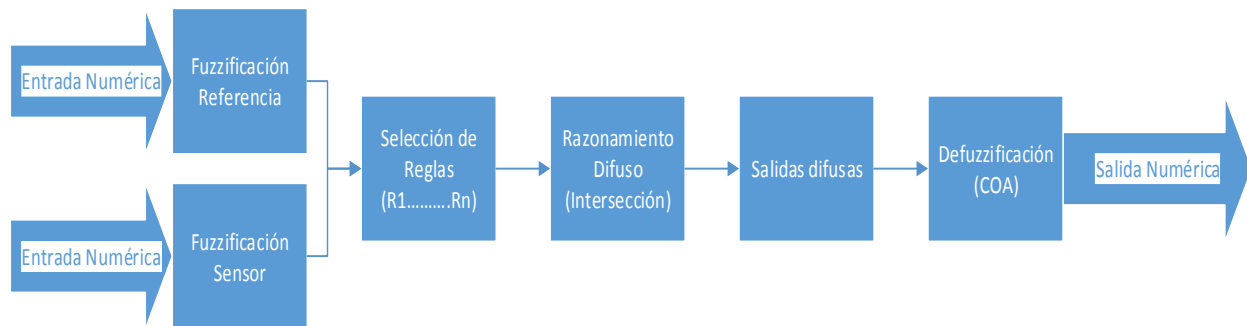 Entrada Numérica
Fuzzificación
Referencia
Entrada Numérica
Fuzzificación
Sensor
Selección de
Reglas
(R1..........Rn)
Razonamiento
Difuso
(Intersección)
Salidas difusas
Defuzzificación
(COA)
Salida Numérica